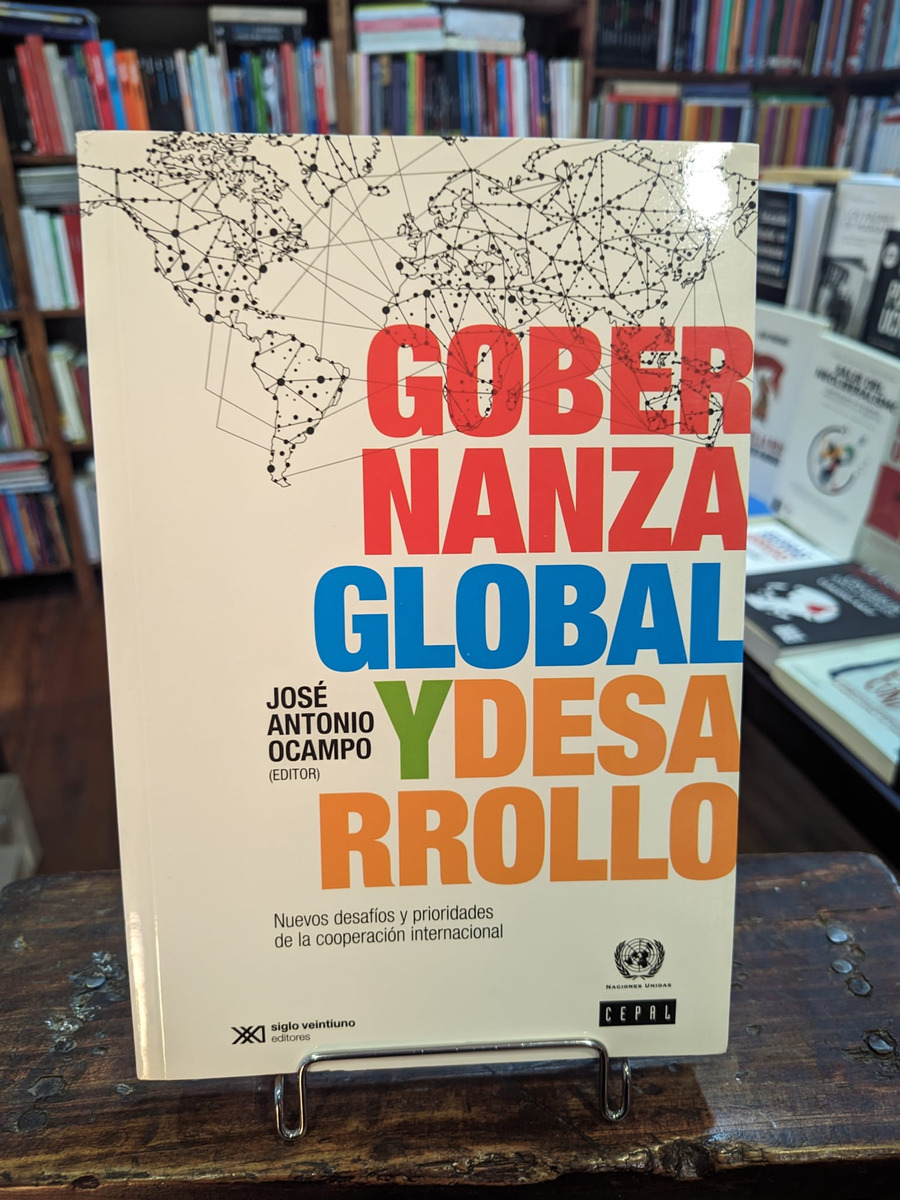 GOBER
NANZA
GLOBAL
Y DESA
RROLLO
JOSÉ
ANTONIO
OCAMPO
(EDITOR)
Nuevos desafíos y prioridades
de la cooperación internacional
NACIONES UNIDAS
CEPAL
siglo veintiuno
editores